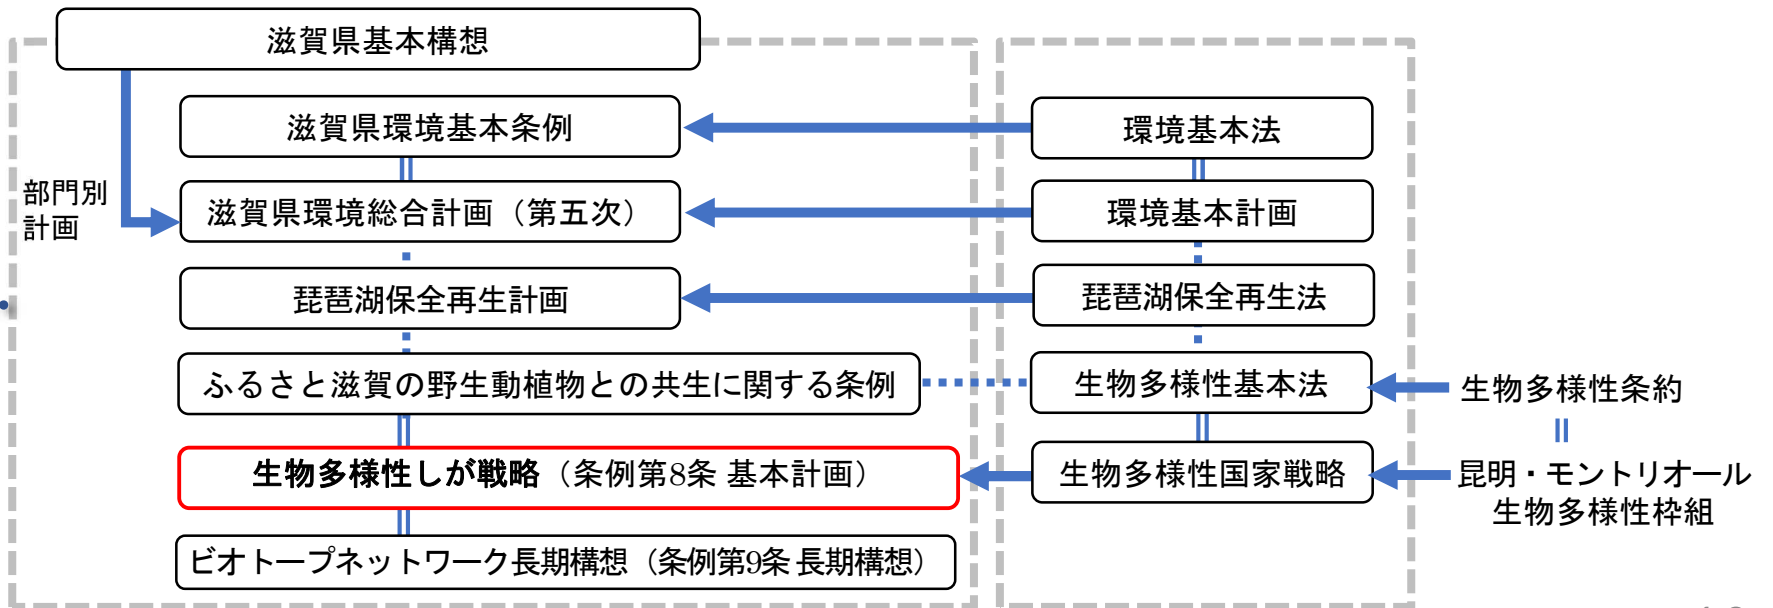 滋賀県基本構想
滋賀県環境基本条例
環境基本法
部門別
計画
滋賀県環境総合計画（第五次）
環境基本計画
琵琶湖保全再生計画
琵琶湖保全再生法
ふるさと滋賀の野生動植物との共生に関する条例
生物多様性基本法
生物多様性条約
生物多様性しが戦略（条例第8条 基本計画）
生物多様性国家戦略
昆明・モントリオール
生物多様性枠組
ビオトープネットワーク長期構想（条例第9条 長期構想）